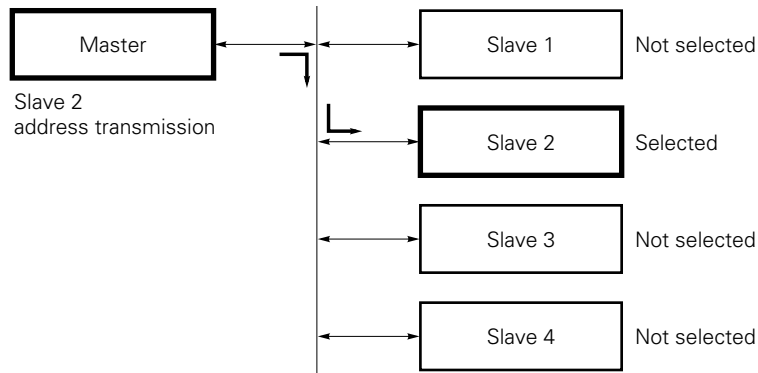 Master
Slave 1
Not selected
Slave 2
address transmission
Slave 2
Selected
Slave 3
Not selected
Slave 4
Not selected